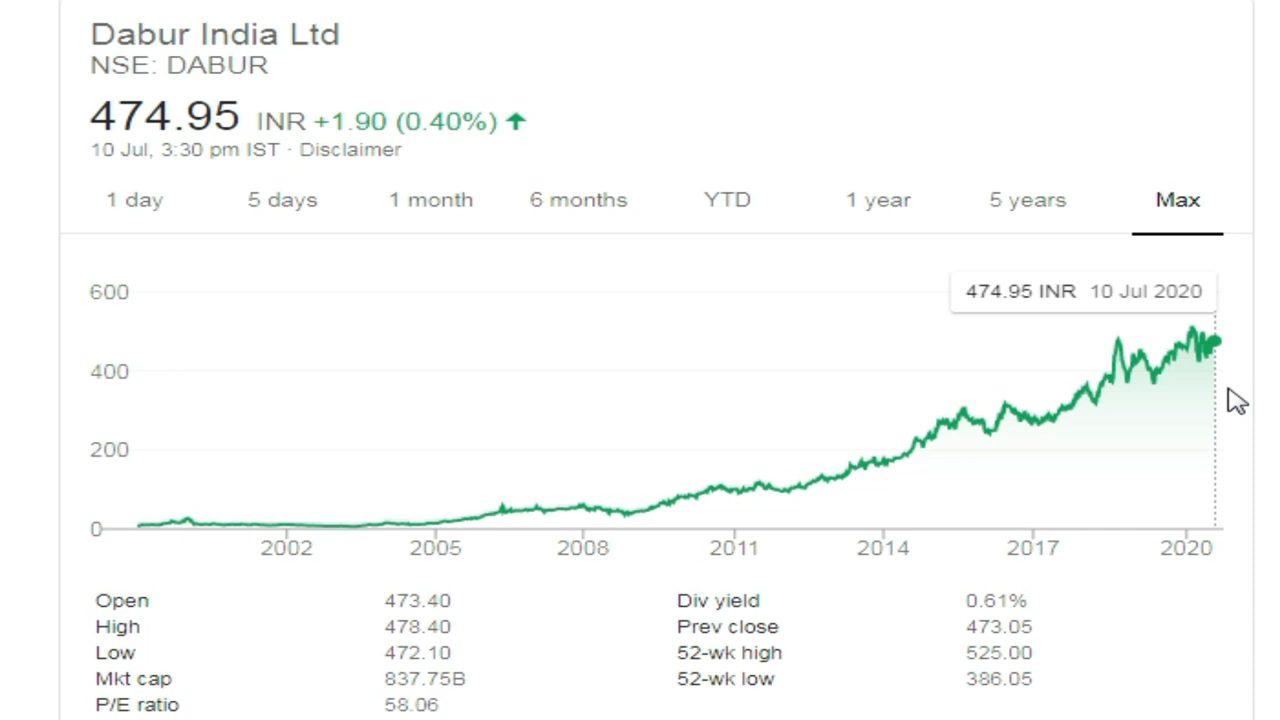 Dabur India Ltd
NSE: DABUR
474.95 INR +1.90 (0.40%)
10 Jul, 3:30 pm IST · Disclaimer
1 day 5 days 1 month 6 months YTD 1 year 5 years Max
474.95 INR 10 Jul 2020
600
400
200
0
2002 2005 2008 2011 2014 2017 2020
Open 473.40 Div yield 0.61%
High 478.40 Prev close 473.05
Low 472.10 52-wk high 525.00
Mkt cap 837.75B 52-wk low 386.05
P/E ratio 58.06